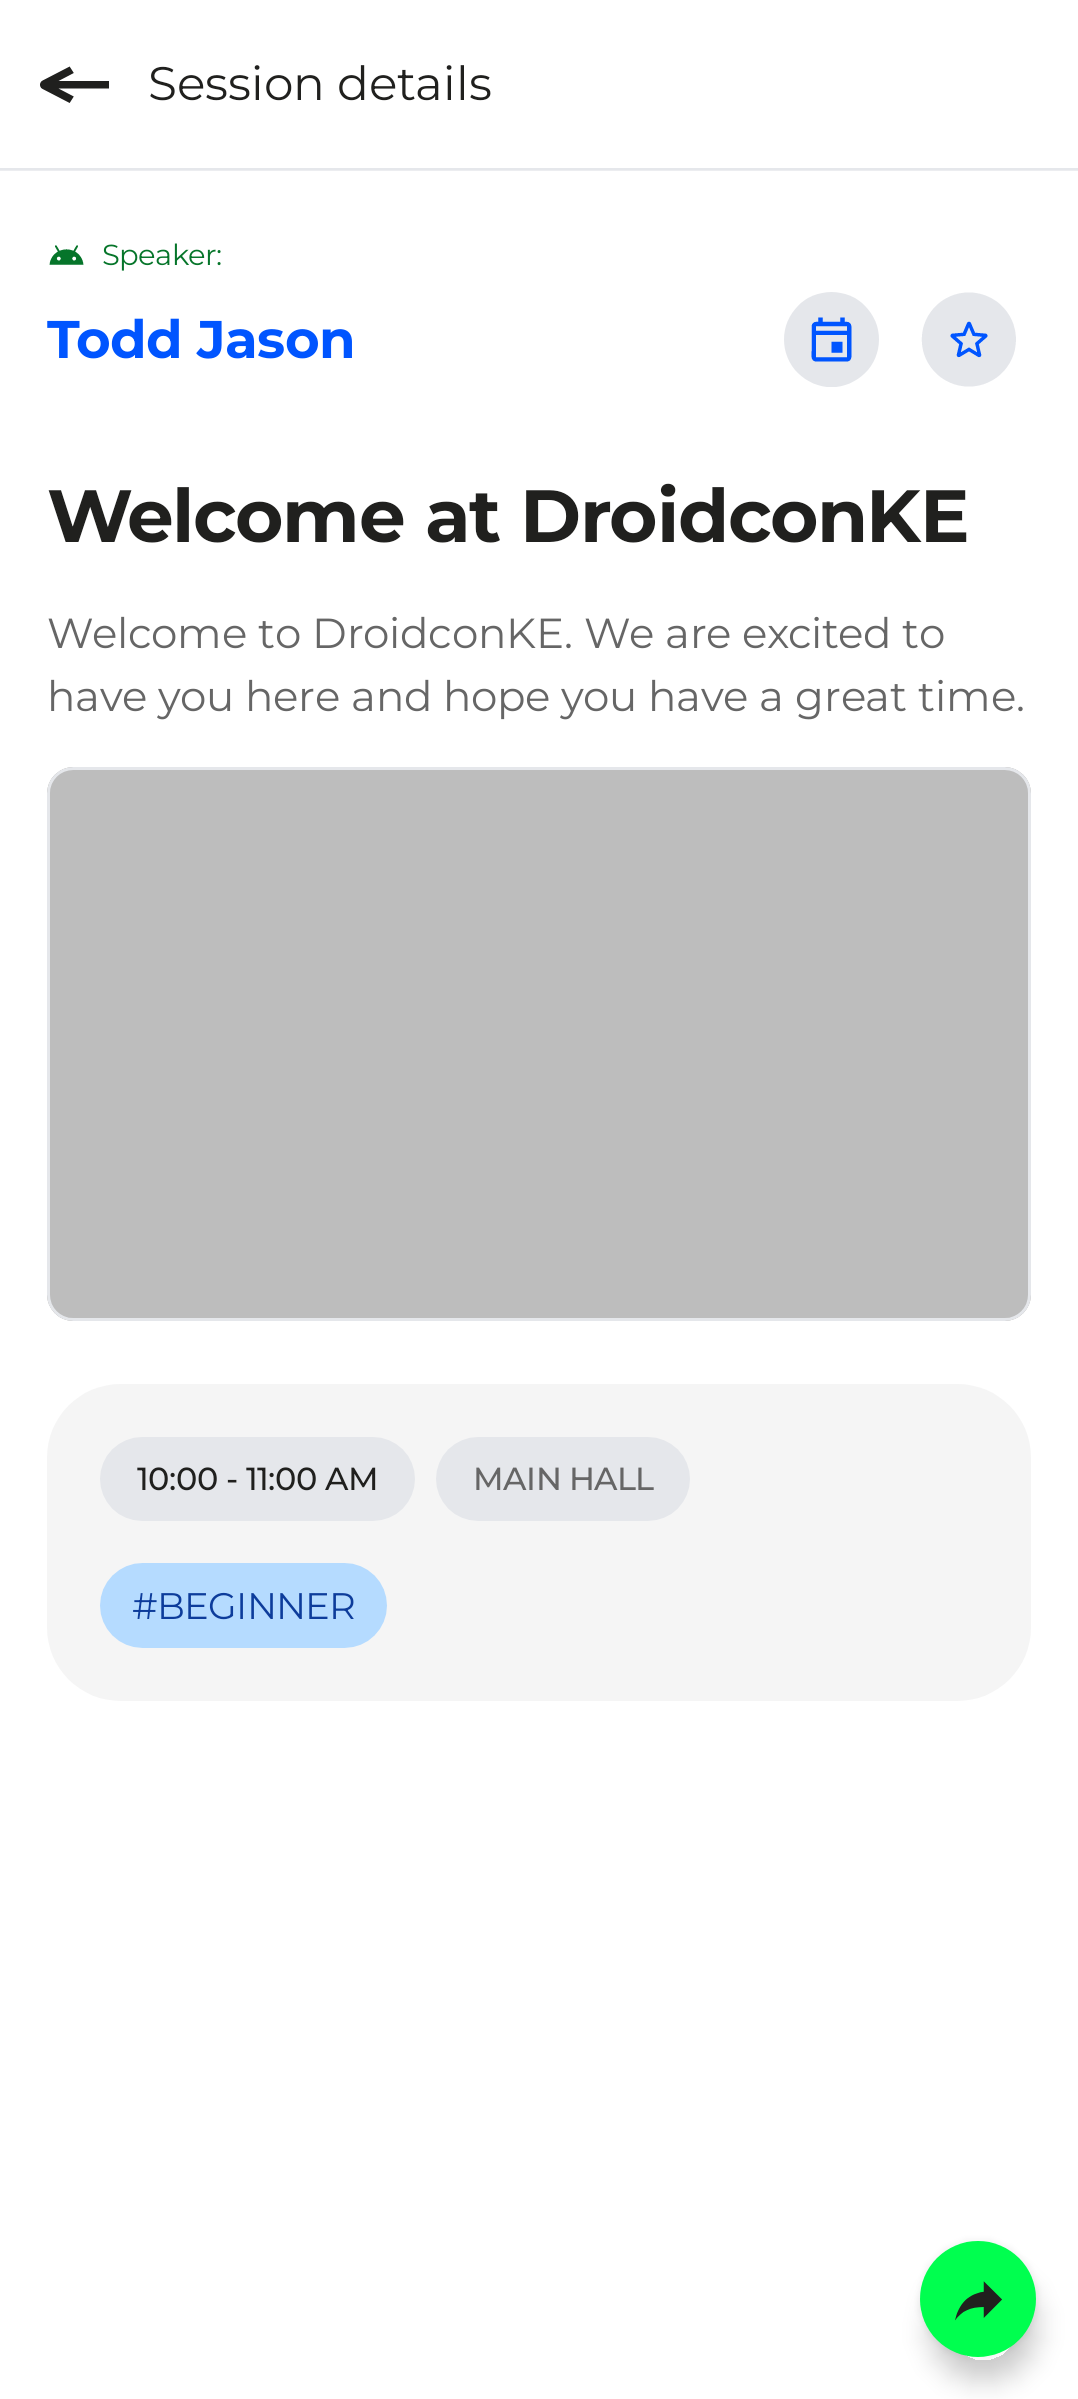 Session details
Speaker:
Todd Jason
Welcome at DroidconKE
Welcome to DroidconKE. We are excited to
have you here and hope you have a great time.
10:00 - 11:00 AM
MAIN HALL
#BEGINNER